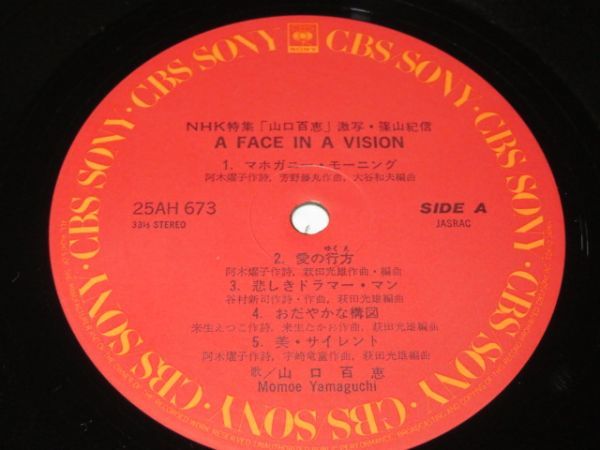 CBS SONY · CBS SONY · CBS SONY · CBS SONY · CBS SONY · CBS SONY
SONY
NHK特集「山口百恵」激写・篠山紀信
A FACE IN A VISION
1. マホガニー・モーニング
阿木燿子作詩, 芳野藤丸作曲・大谷和夫編曲
25AH 673
33⅓ STEREO
SIDE A
JASRAC
ゆくえ
2. 愛の行方
阿木燿子作詩, 萩田光雄作曲・編曲
3. 悲しきドラマー・マン
谷村新司作詩・作曲, 萩田光雄編曲
4. おだやかな構図
来生えつこ作詩, 来生たかお作曲, 萩田光雄編曲
5. 美・サイレント
阿木燿子作詩, 宇崎竜童作曲, 萩田光雄編曲
歌/山口百恵
Momoe Yamaguchi